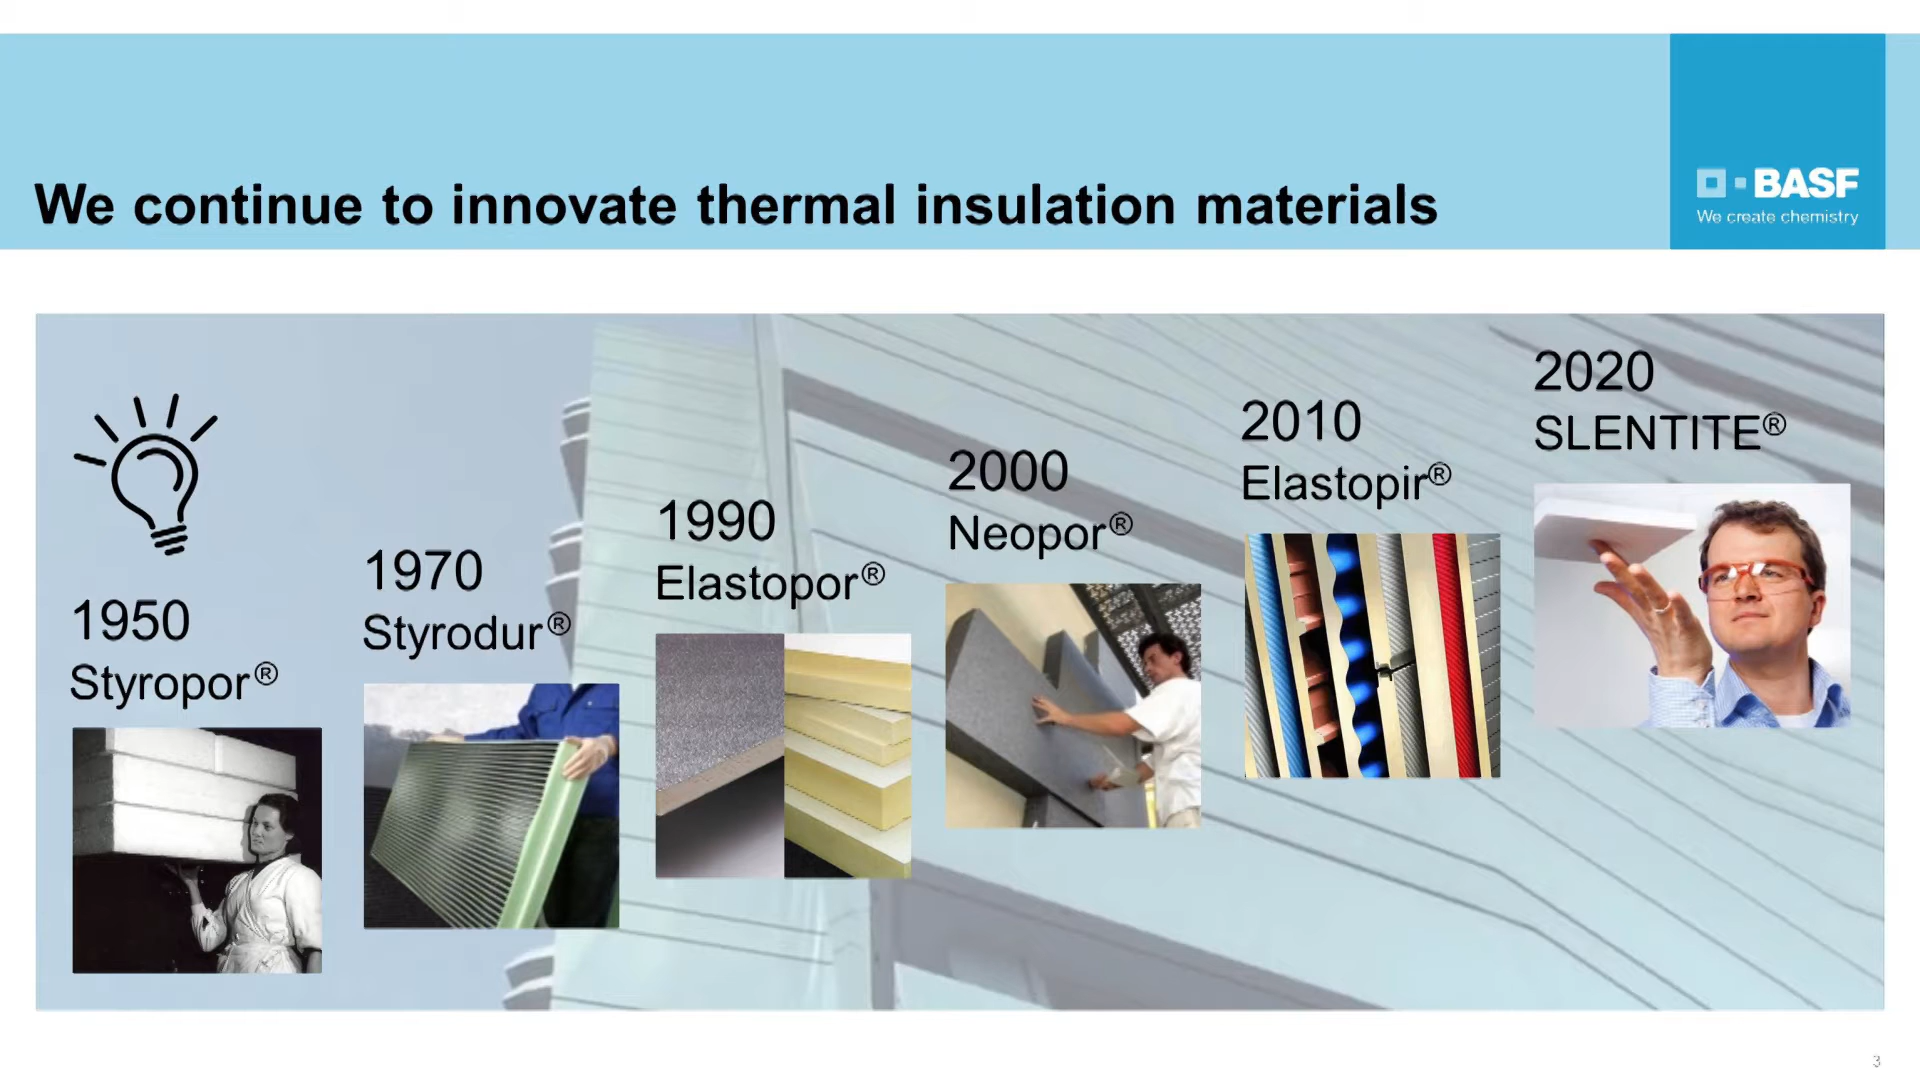 We continue to innovate thermal insulation materials
BASF
We create chemistry
1950
Styropor®
1970
Styrodur®
1990
Elastopor®
2000
Neopor®
2010
Elastopir®
2020
SLENTITE®
3